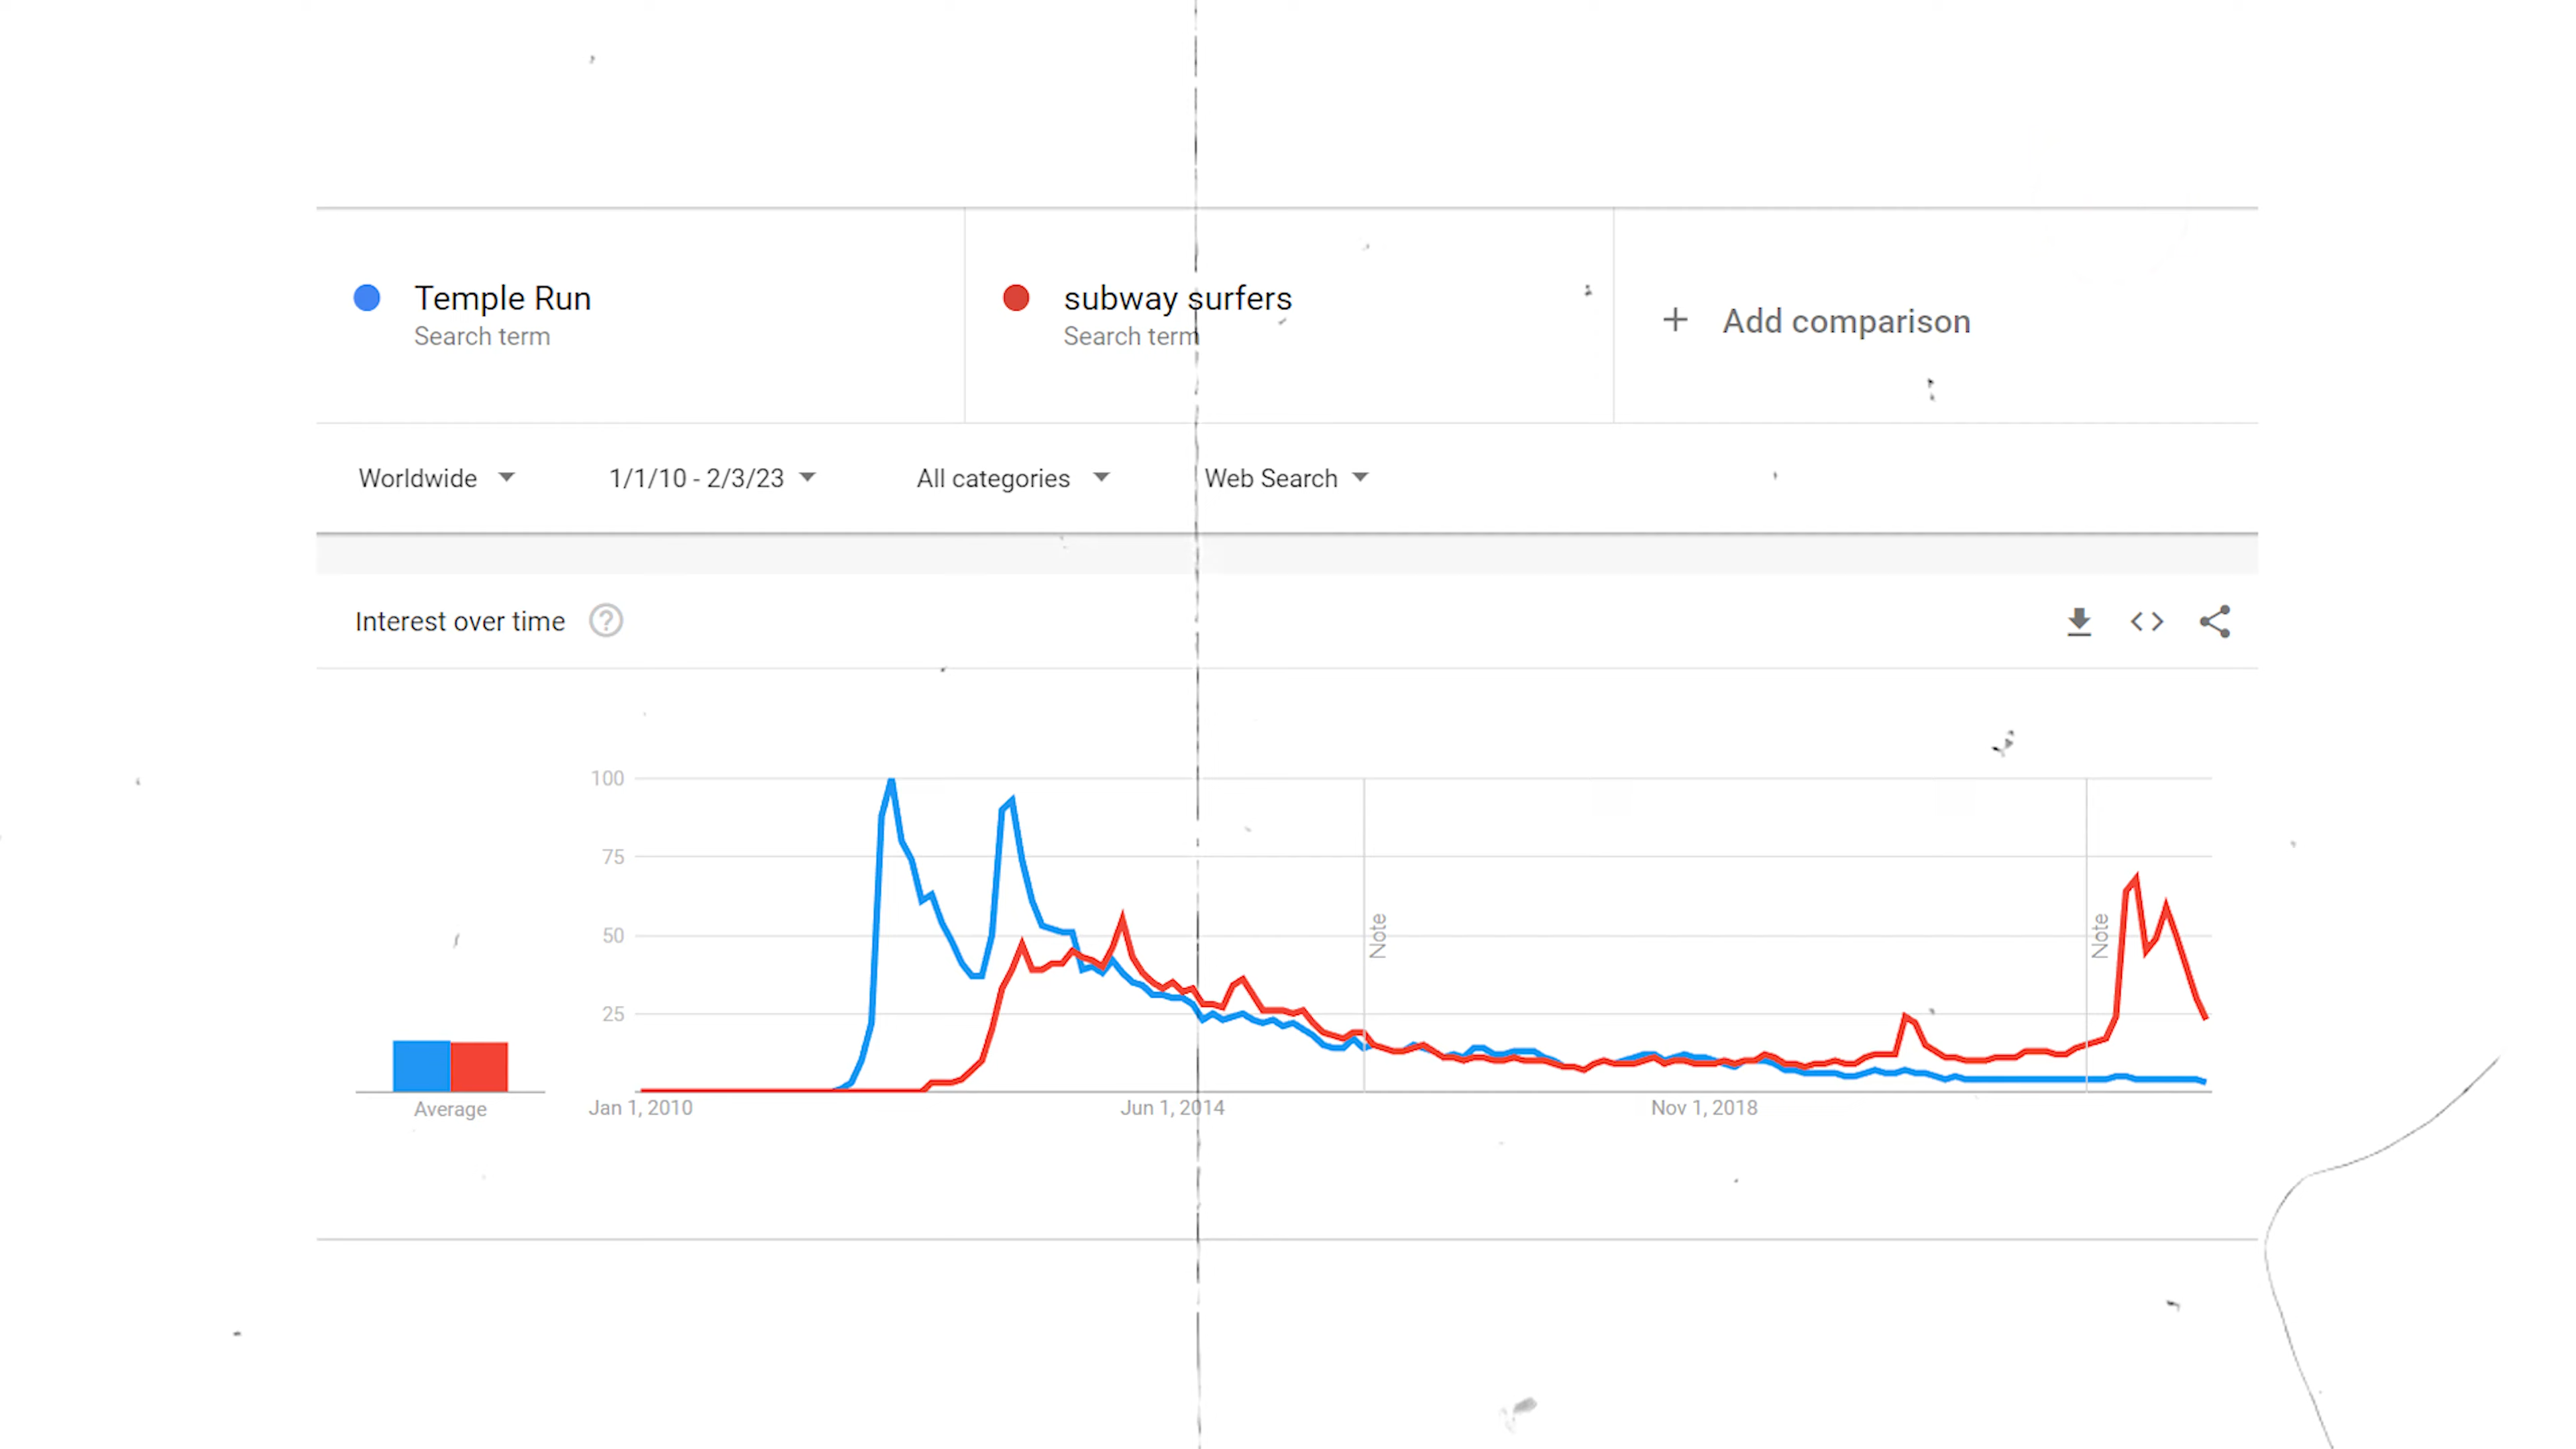 Temple Run
Search term
subway surfers
Search term
+ Add comparison
Worldwide
1/1/10 - 2/3/23
All categories
Web Search
Interest over time ?
100
75
50
25
Note
Note
Average
Jan 1, 2010
Jun 1, 2014
Nov 1, 2018